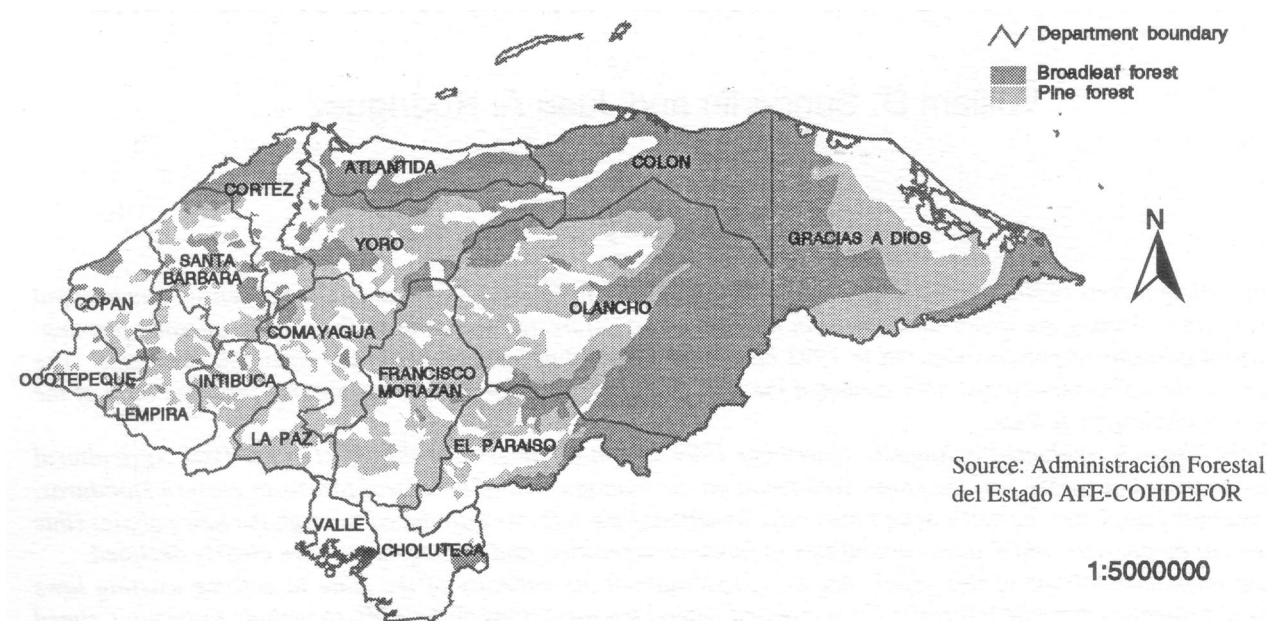 Department boundary
Broadleaf forest
Pine forest
ATLANTIDA
COLON
CORTEZ
YORO
GRACIAS A DIOS
N
SANTA
BARBARA
COPAN
OLANCHO
COMAYAGUA
OCOTEPEQUE
INTIBUCA
FRANCISCO
MORAZAN
LEMPIRA
LA PAZ
EL PARAISO
Source: Administración Forestal
del Estado AFE-COHDEFOR
VALLE
CHOLUTECA
1:5000000